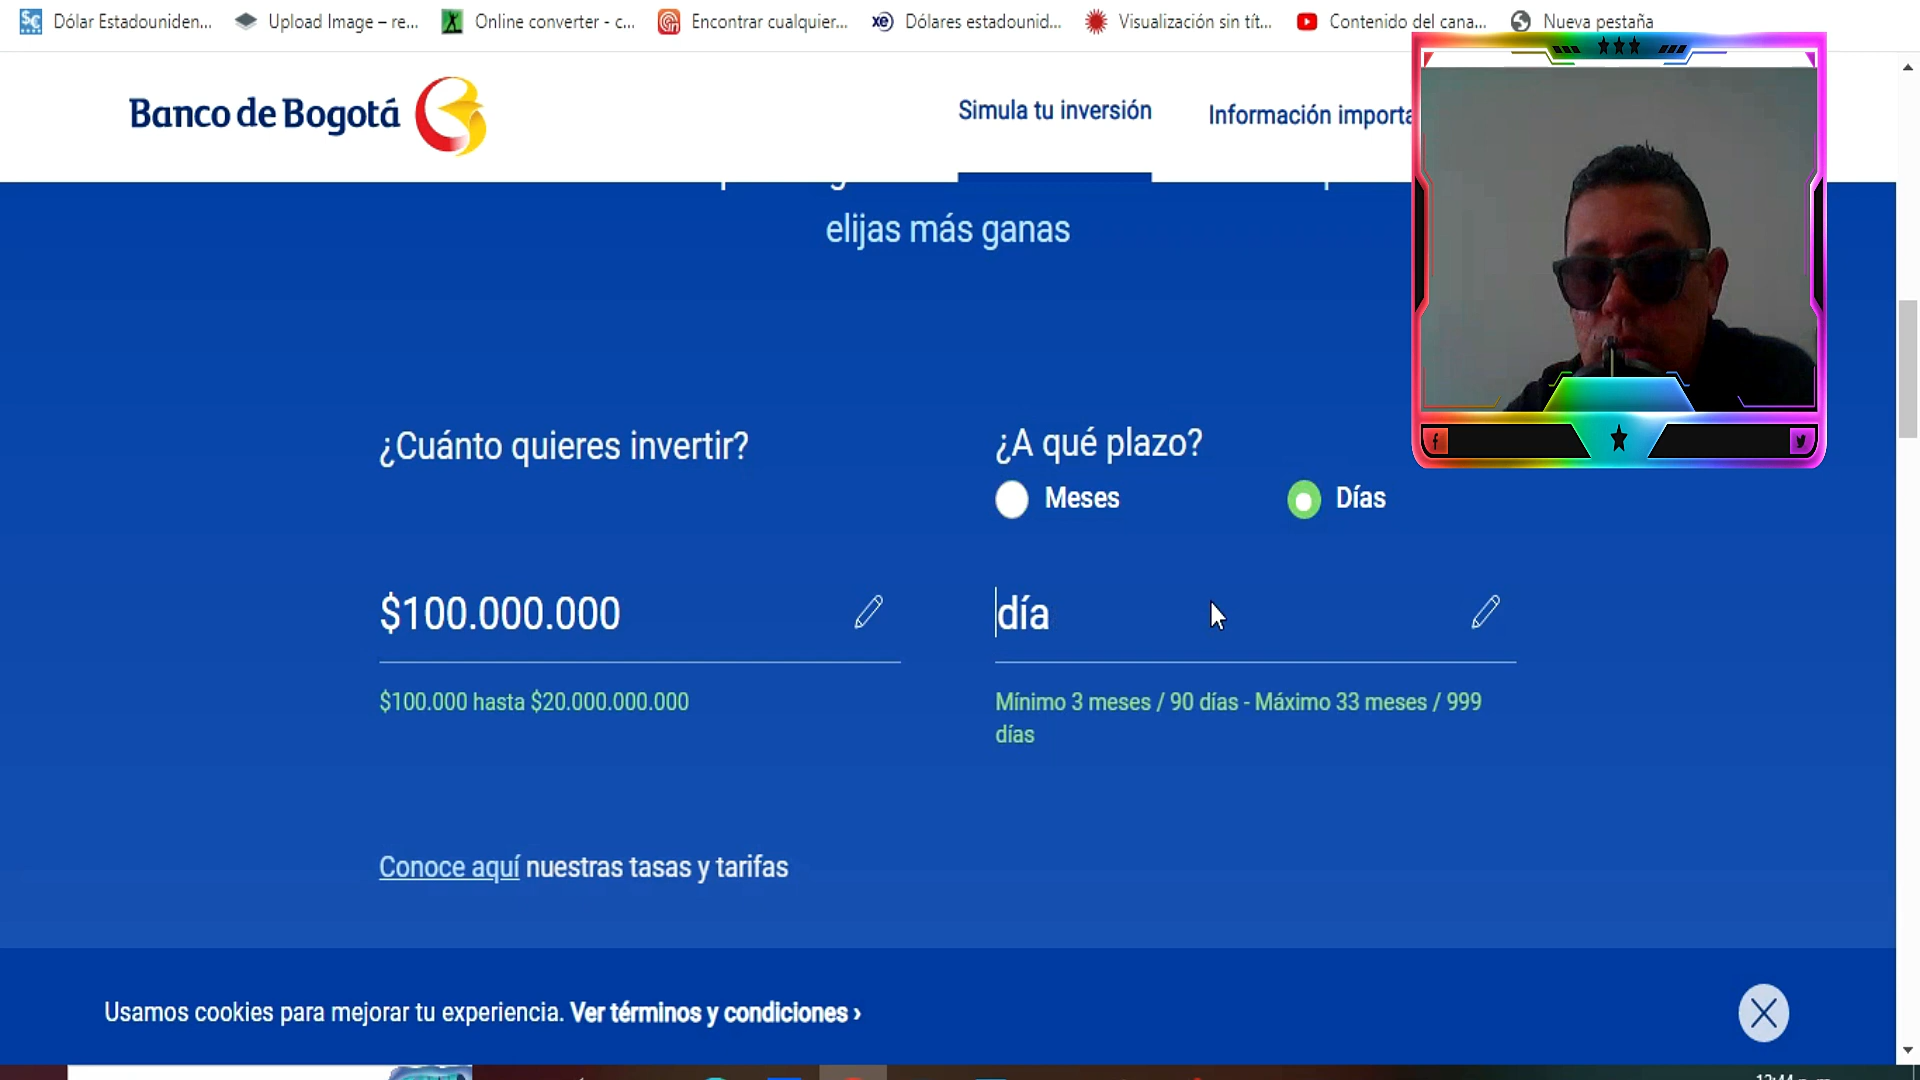 Dólar Estadouniden...
Upload Image – re...
Online converter - c...
Encontrar cualquier...
xe Dólares estadounid...
Visualización sin tít...
Contenido del cana...
Nueva pestaña
Banco de Bogotá
Simula tu inversión
Información importa
elijas más ganas
¿Cuánto quieres invertir?
¿A qué plazo?
Meses
Días
$100.000.000
día
$100.000 hasta $20.000.000.000
Mínimo 3 meses / 90 días - Máximo 33 meses / 999
días
Conoce aquí nuestras tasas y tarifas
Usamos cookies para mejorar tu experiencia. Ver términos y condiciones ›